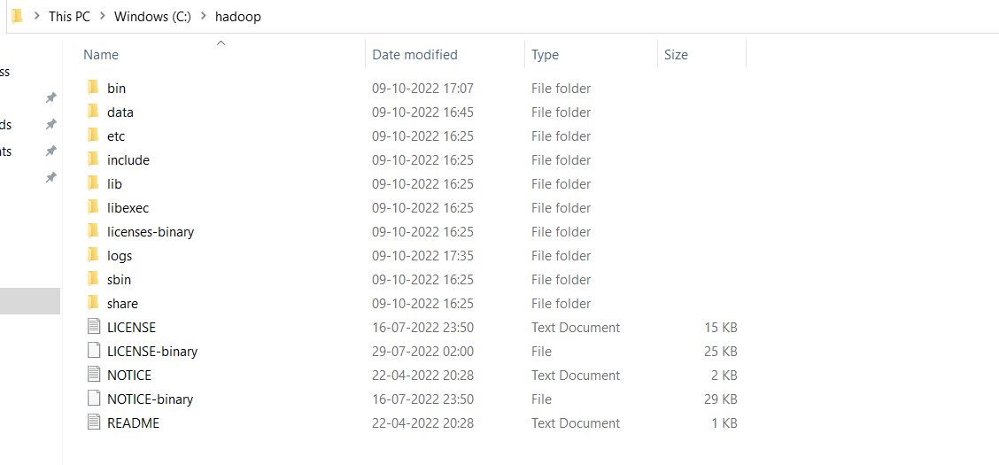 This PC > Windows (C:) > hadoop
Name Date modified Type Size
ss
ds
nts
bin 09-10-2022 17:07 File folder
data 09-10-2022 16:45 File folder
etc 09-10-2022 16:25 File folder
include 09-10-2022 16:25 File folder
lib 09-10-2022 16:25 File folder
libexec 09-10-2022 16:25 File folder
licenses-binary 09-10-2022 16:25 File folder
logs 09-10-2022 17:35 File folder
sbin 09-10-2022 16:25 File folder
share 09-10-2022 16:25 File folder
LICENSE 16-07-2022 23:50 Text Document 15 KB
LICENSE-binary 29-07-2022 02:00 File 25 KB
NOTICE 22-04-2022 20:28 Text Document 2 KB
NOTICE-binary 16-07-2022 23:50 File 29 KB
README 22-04-2022 20:28 Text Document 1 KB